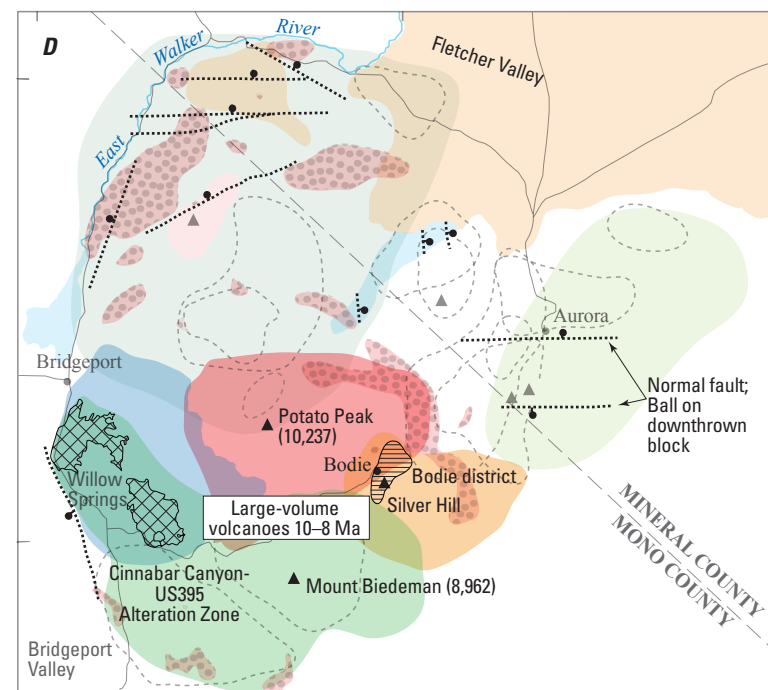 D
Walker
River
East
Fletcher Valley
Aurora
Bridgeport
Normal fault;
Ball on
downthrown
block
Potato Peak
(10,237)
Bodie
Bodie district
Silver Hill
Willow
Springs
Large-volume
volcanoes 10–8 Ma
Cinnabar Canyon-
US395
Alteration Zone
Mount Biedeman (8,962)
MINERAL COUNTY
MONO COUNTY
Bridgeport
Valley